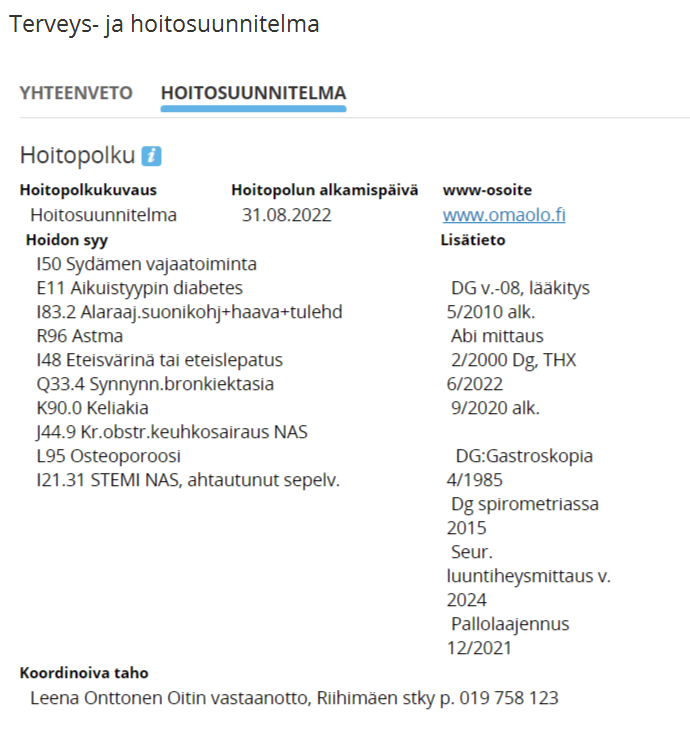 Terveys- ja hoitosuunnitelma
YHTEENVETO HOITOSUUNNITELMA
Hoitopolku i
Hoitopolkukuvaus Hoitopolun alkamispäivä www-osoite
Hoitosuunnitelma 31.08.2022 www.omaolo.fi
Hoidon syy Lisätieto
I50 Sydämen vajaatoiminta
E11 Aikuistyypin diabetes DG v.-08, lääkitys
I83.2 Alaraaj.suonikohj+haava+tulehd 5/2010 alk.
R96 Astma Abi mittaus
I48 Eteisvärinä tai eteislepatus 2/2000 Dg, THX
Q33.4 Synnynn.bronkiektasia 6/2022
K90.0 Keliakia 9/2020 alk.
J44.9 Kr.obstr.keuhkosairaus NAS
L95 Osteoporoosi DG:Gastroskopia
I21.31 STEMI NAS, ahtautunut sepelv. 4/1985
Dg spirometriassa
2015
Seur.
luuntiheysmittaus v.
2024
Pallolaajennus
12/2021
Koordinoiva taho
Leena Onttonen Oitin vastaanotto, Riihimäen stky p. 019 758 123